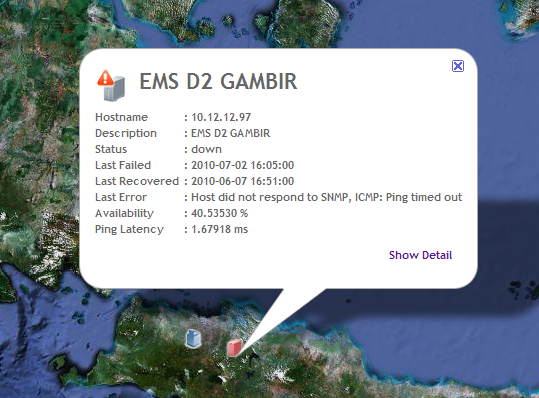 EMS D2 GAMBIR
Hostname : 10.12.12.97
Description : EMS D2 GAMBIR
Status : down
Last Failed : 2010-07-02 16:05:00
Last Recovered : 2010-06-07 16:51:00
Last Error : Host did not respond to SNMP, ICMP: Ping timed out
Availability : 40.53530 %
Ping Latency : 1.67918 ms
Show Detail